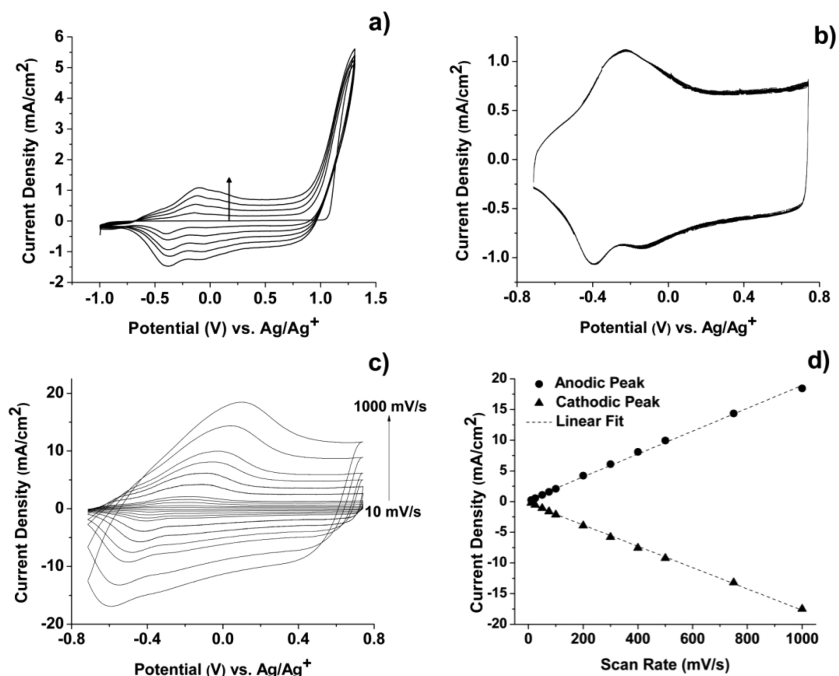 a)
6
5
4
3
2
1
0
-1
-2
-1.0
-0.5
0.0
0.5
1.0
1.5
Current Density (mA/cm²)
Potential (V) vs. Ag/Ag⁺
b)
1.0
0.5
0.0
-0.5
-1.0
-0.8
-0.4
0.0
0.4
0.8
Current Density (mA/cm²)
Potential (V) vs. Ag/Ag⁺
c)
20
10
0
-10
-20
-0.8
-0.4
0.0
0.4
0.8
1000 mV/s
10 mV/s
Current Density (mA/cm²)
Potential (V) vs. Ag/Ag⁺
d)
Anodic Peak
Cathodic Peak
Linear Fit
20
15
10
5
0
-5
-10
-15
-20
0
200
400
600
800
1000
Current Density (mA/cm²)
Scan Rate (mV/s)